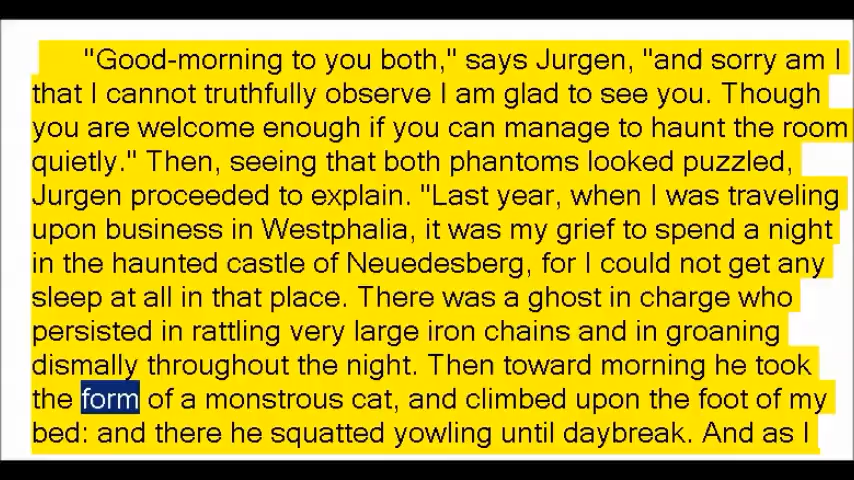 "Good-morning to you both," says Jurgen, "and sorry am I
that I cannot truthfully observe I am glad to see you. Though
you are welcome enough if you can manage to haunt the room
quietly." Then, seeing that both phantoms looked puzzled,
Jurgen proceeded to explain. "Last year, when I was traveling
upon business in Westphalia, it was my grief to spend a night
in the haunted castle of Neuedesberg, for I could not get any
sleep at all in that place. There was a ghost in charge who
persisted in rattling very large iron chains and in groaning
dismally throughout the night. Then toward morning he took
the form of a monstrous cat, and climbed upon the foot of my
bed: and there he squatted yowling until daybreak. And as I